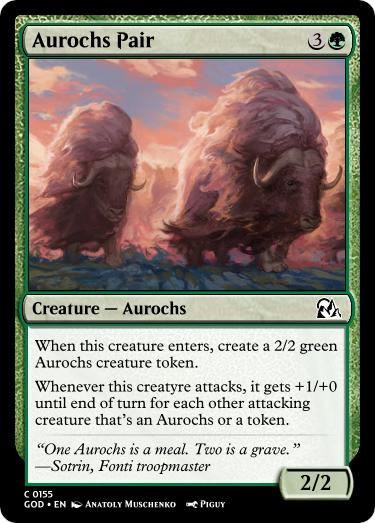 Aurochs Pair 3
Creature — Aurochs
When this creature enters, create a 2/2 green
Aurochs creature token.
Whenever this creatyre attacks, it gets +1/+0
until end of turn for each other attacking
creature that's an Aurochs or a token.
“One Aurochs is a meal. Two is a grave.”
—Sotrin, Fonti troopmaster
2/2
C 0155
GOD • EN Anatoly Muschenko Piguy